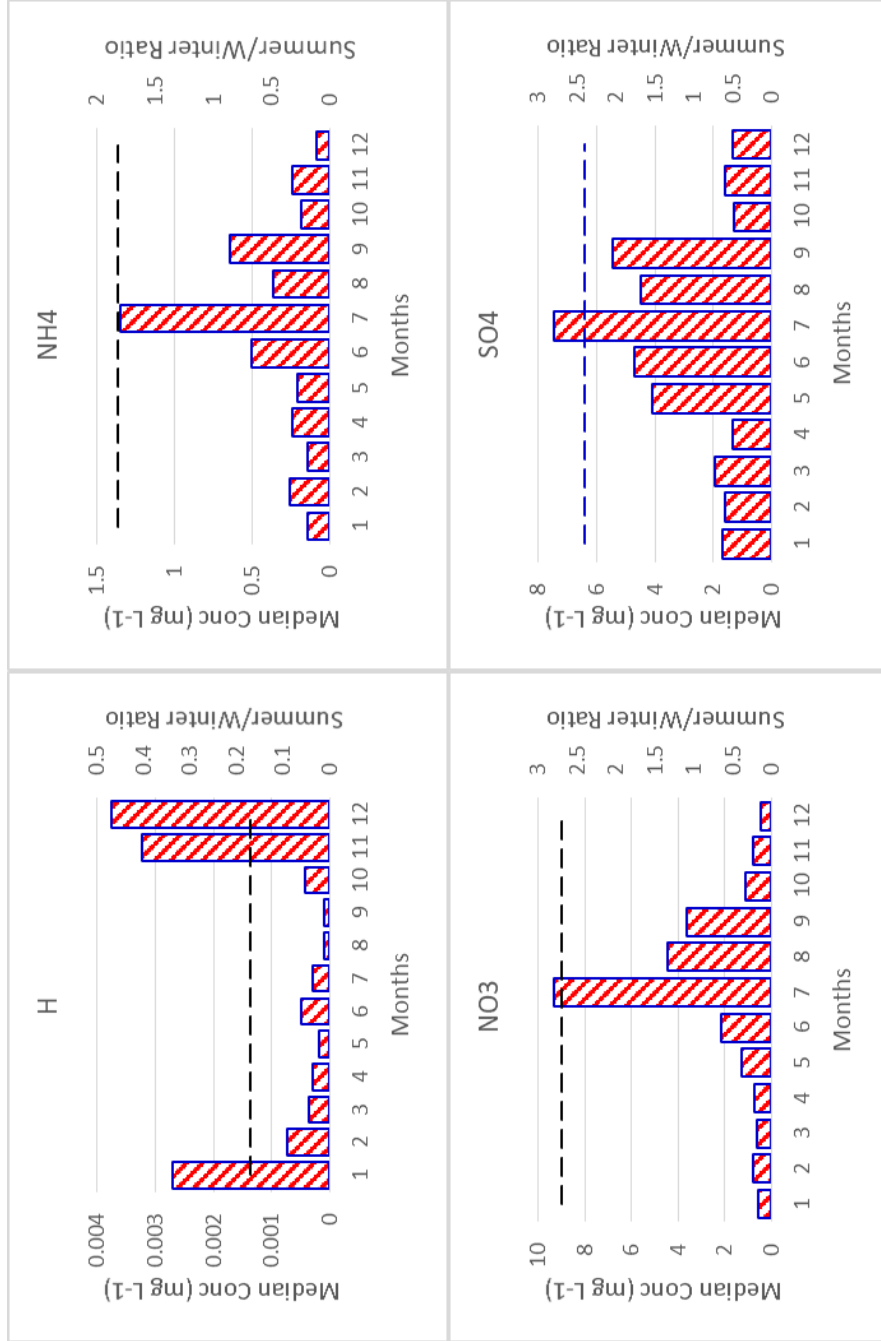 H
Median Conc (mg L-1)
0.004
0.003
0.002
0.001
0
1 2 3 4 5 6 7 8 9 10 11 12
Months
0.5
0.4
0.3
0.2
0.1
0
Summer/Winter Ratio
NH4
Median Conc (mg L-1)
1.5
1
0.5
0
1 2 3 4 5 6 7 8 9 10 11 12
Months
2
1.5
1
0.5
0
Summer/Winter Ratio
NO3
Median Conc (mg L-1)
10
8
6
4
2
0
1 2 3 4 5 6 7 8 9 10 11 12
Months
3
2.5
2
1.5
1
0.5
0
Summer/Winter Ratio
SO4
Median Conc (mg L-1)
8
6
4
2
0
1 2 3 4 5 6 7 8 9 10 11 12
Months
3
2.5
2
1.5
1
0.5
0
Summer/Winter Ratio